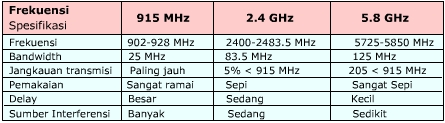 Frekuensi
Spesifikasi
915 MHz
2.4 GHz
5.8 GHz
Frekuensi 902-928 MHz 2400-2483.5 MHz 5725-5850 MHz
Bandwidth 25 MHz 83.5 MHz 125 MHz
Jangkauan transmisi Paling jauh 5% < 915 MHz 205 < 915 MHz
Pemakaian Sangat ramai Sepi Sangat Sepi
Delay Besar Sedang Kecil
Sumber Interferensi Banyak Sedang Sedikit